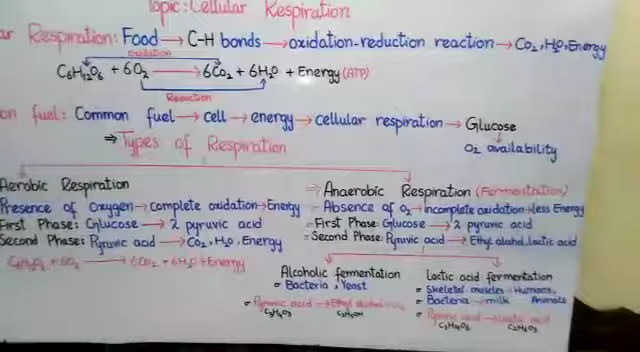 Topic: Cellular Respiration
ar Respiration: Food → C-H bonds → oxidation-reduction reaction → Co2, H2O, Energy
oxidation
C6H12O6 + 6O2 → 6Co2 + 6H2O + Energy (ATP)
Reduction
on fuel: Common fuel → cell → energy → cellular respiration → Glucose
O2 availability
⇒ Types of Respiration
Aerobic Respiration
Presence of Oxygen → complete oxidation → Energy
First Phase: Glucose → 2 pyruvic acid
Second Phase: Pyruvic acid → Co2, H2O, Energy
C6H12O6 + 6O2 → 6Co2 + 6H2O + Energy
⇒ Anaerobic Respiration (Fermentation)
Absence of O2 → incomplete oxidation → less Energy
First Phase: Glucose → 2 pyruvic acid
Second Phase: Pyruvic acid → Ethyl alcohol, lactic acid
Alcoholic fermentation
Bacteria, Yeast
Pyruvic acid → Ethyl alcohol
C3H4O3 C2H5OH
Lactic acid fermentation
Skeletal muscles - Humans,
Bacteria → milk Animals
Pyruvic acid → Lactic acid
C3H4O3